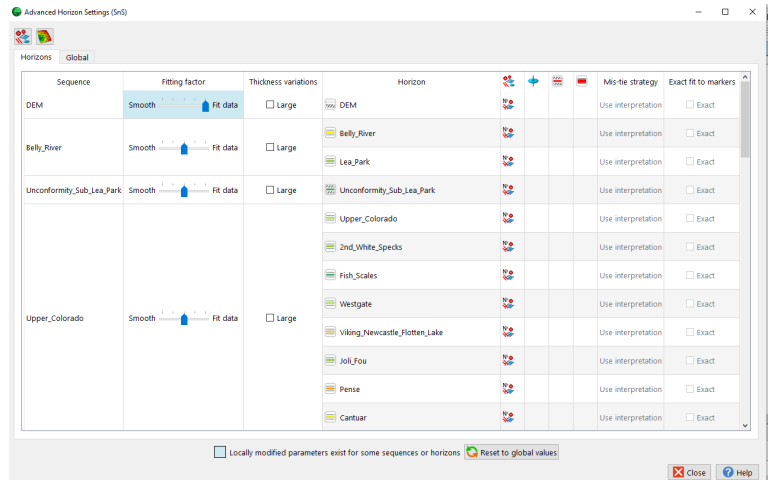 Advanced Horizon Settings (SnS)
Horizons Global
Sequence Fitting factor Thickness variations Horizon Mis-tie strategy Exact fit to markers
DEM Smooth Fit data Large DEM Use interpretation Exact
Belly_River Use interpretation Exact
Belly_River Smooth Fit data Large
Lea_Park Use interpretation Exact
Unconformity_Sub_Lea_Park Smooth Fit data Large Unconformity_Sub_Lea_Park Use interpretation Exact
Upper_Colorado Use interpretation Exact
2nd_White_Specks Use interpretation Exact
Fish_Scales Use interpretation Exact
Westgate Use interpretation Exact
Upper_Colorado Smooth Fit data Large
Viking_Newcastle_Flotten_Lake Use interpretation Exact
Joli_Fou Use interpretation Exact
Pense Use interpretation Exact
Cantuar Use interpretation Exact
Locally modified parameters exist for some sequences or horizons Reset to global values
Close Help